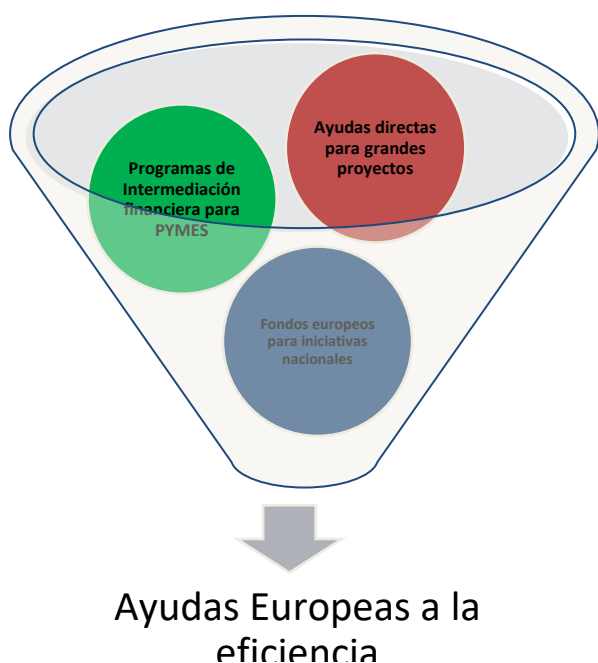 Ayudas directas
para grandes
proyectos
Programas de
Intermediación
financiera para
PYMES
Fondos europeos
para iniciativas
nacionales
Ayudas Europeas a la
eficiencia